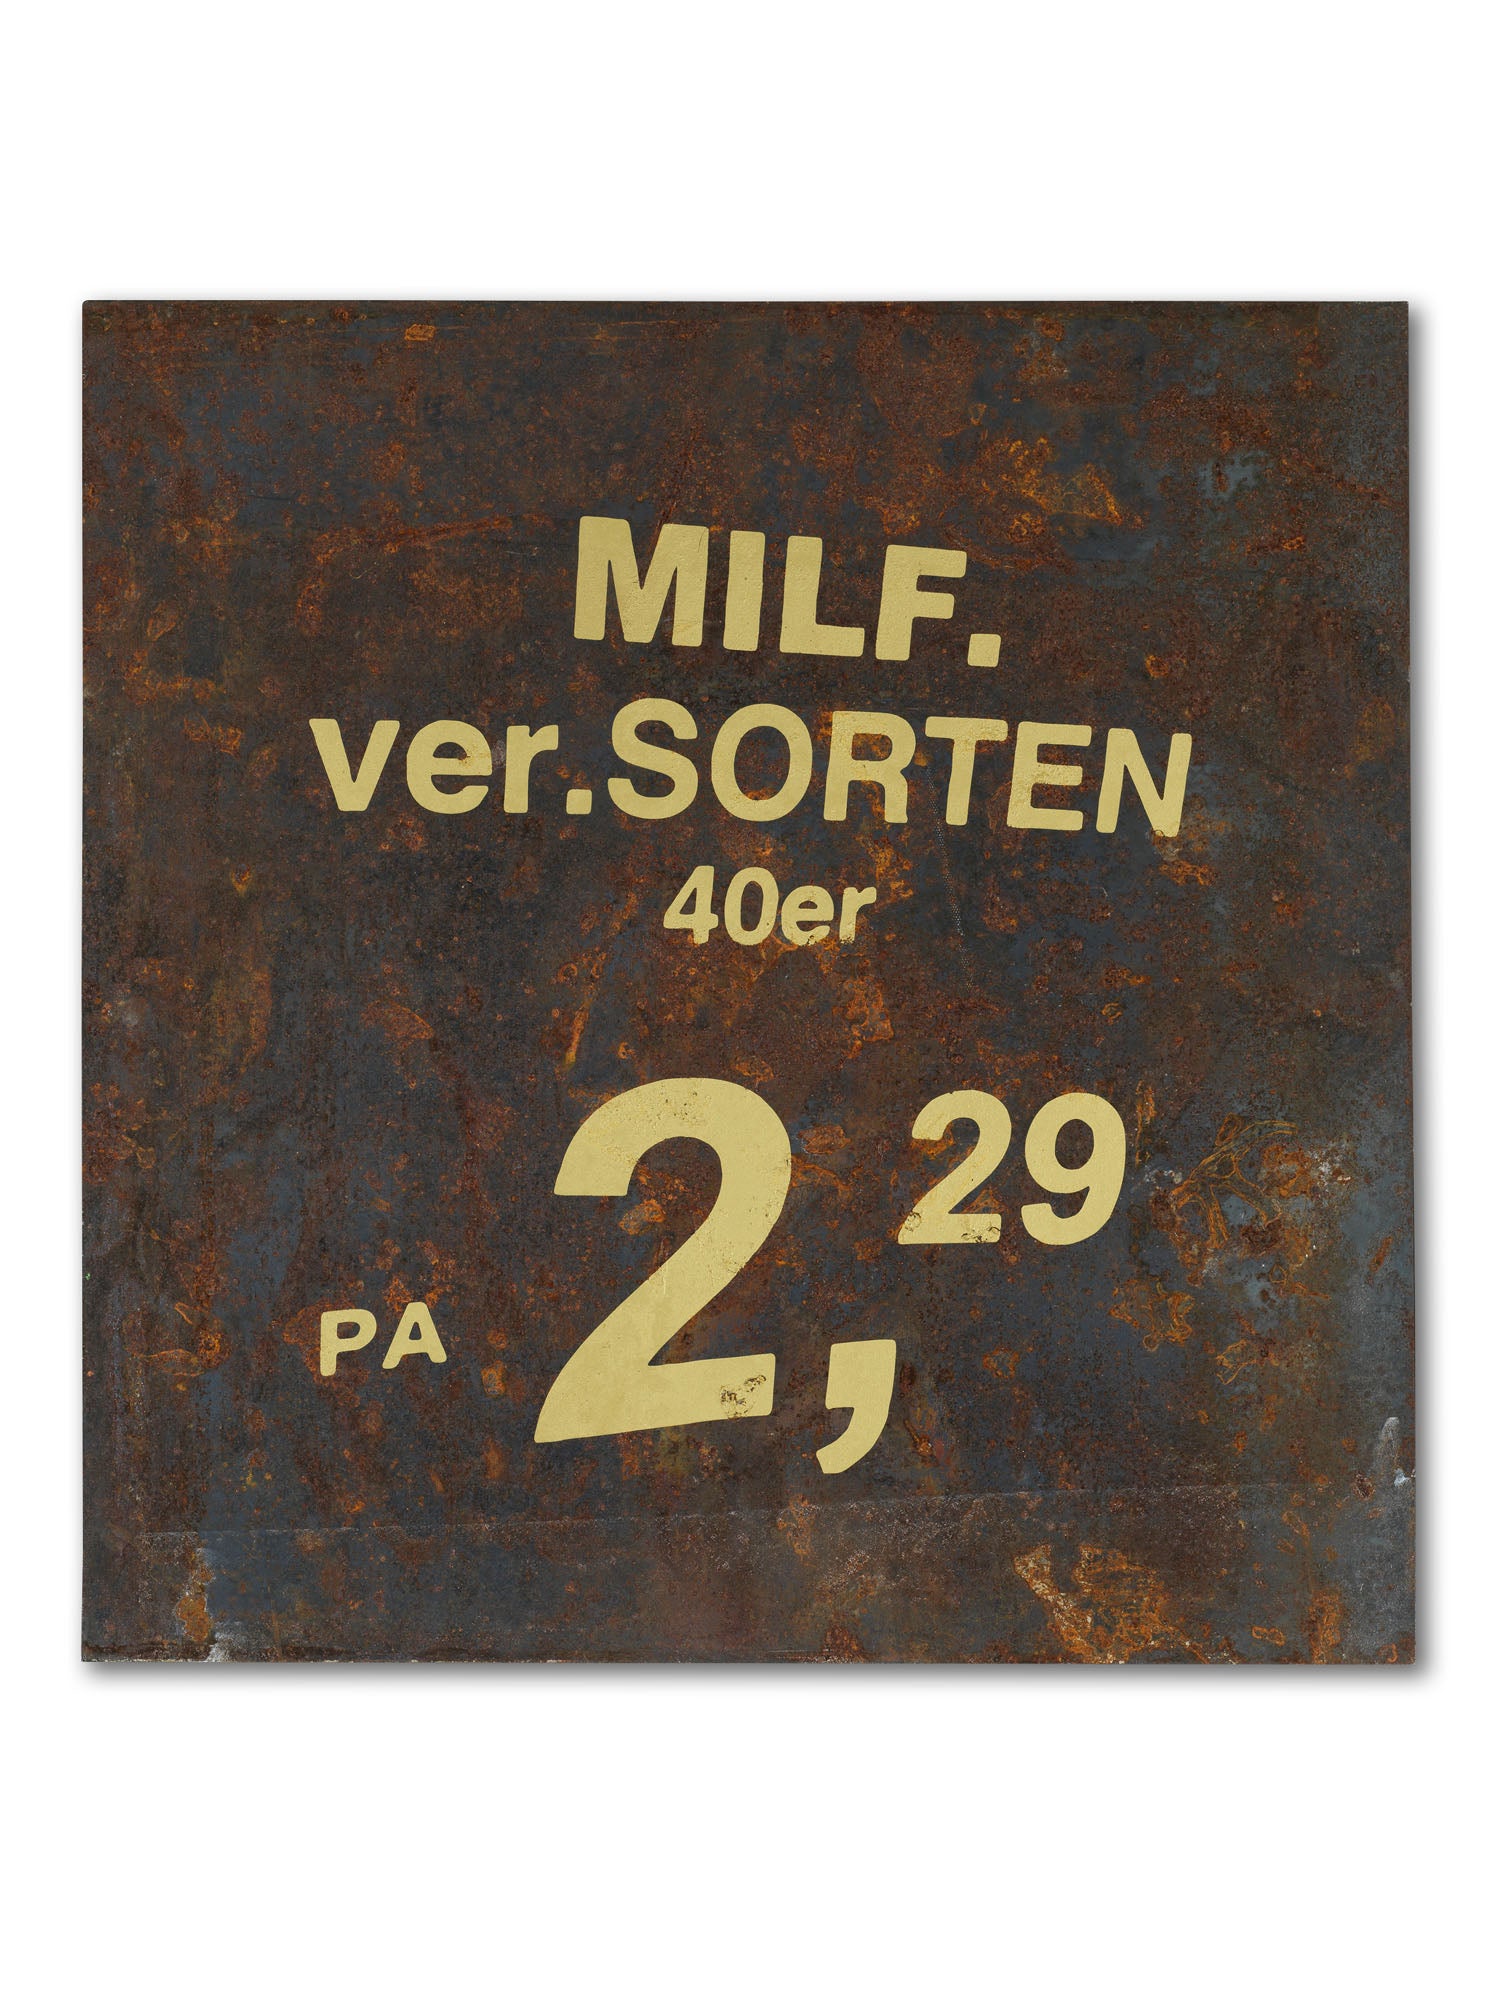 MILF.
ver.SORTEN
40er
PA 2,29